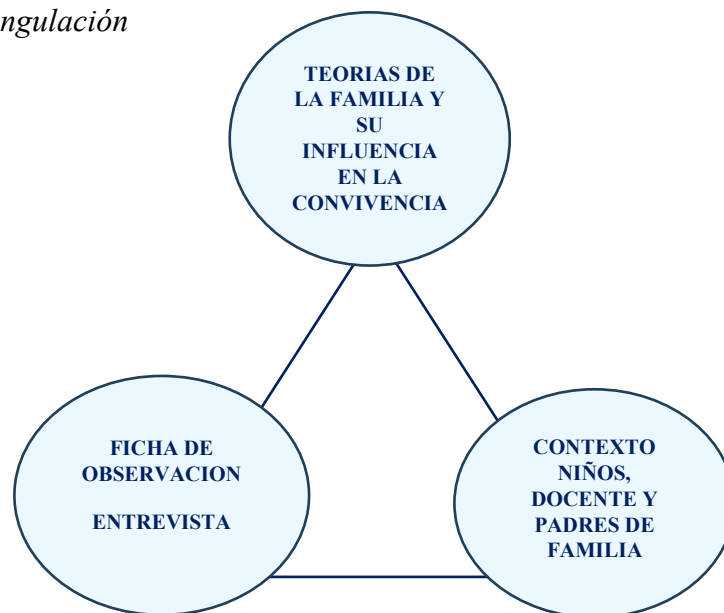 ngulación
TEORIAS DE
LA FAMILIA Y
SU
INFLUENCIA
EN LA
CONVIVENCIA
FICHA DE
OBSERVACION
ENTREVISTA
CONTEXTO
NIÑOS,
DOCENTE Y
PADRES DE
FAMILIA